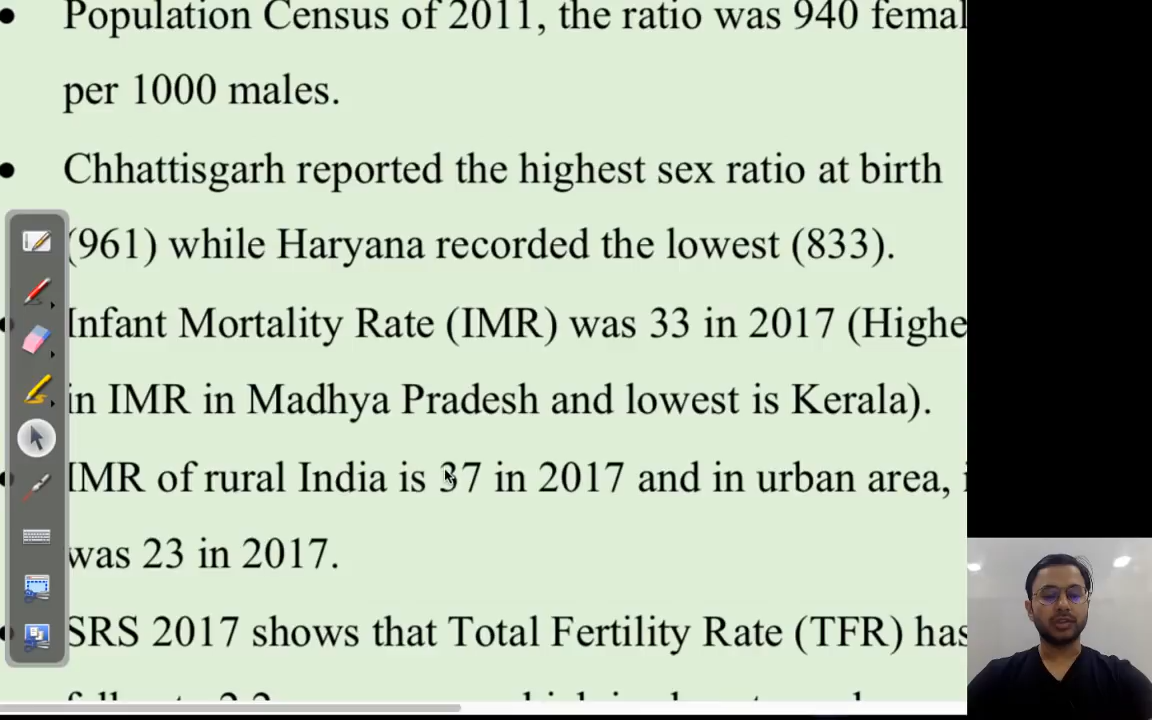 Population Census of 2011, the ratio was 940
per 1000 males.
Chhattisgarh reported the highest sex ratio at birth
(961) while Haryana recorded the lowest (833).
Infant Mortality Rate (IMR) was 33 in 2017
in IMR in Madhya Pradesh and lowest is Kerala).
IMR of rural India is 37 in 2017 and in urban area,
was 23 in 2017.
SRS 2017 shows that Total Fertility Rate (TFR) has